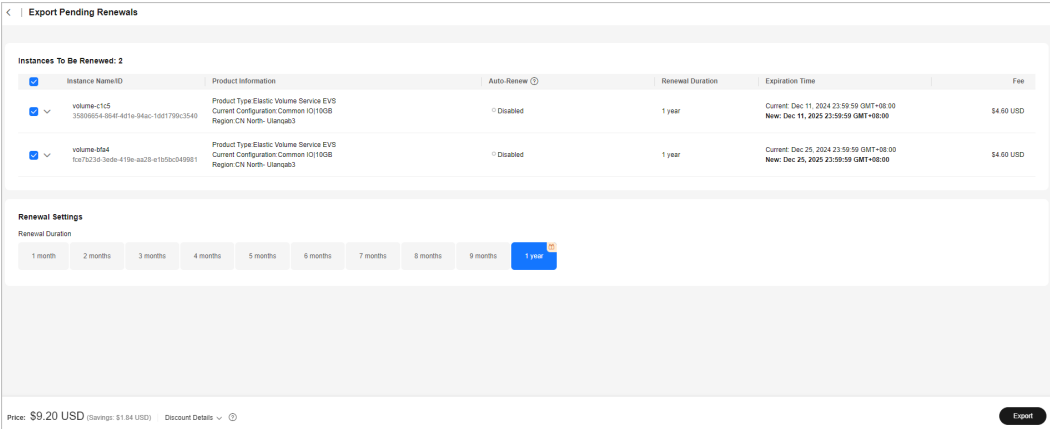 Export Pending Renewals
Instances To Be Renewed: 2
Instance Name/ID Product Information Auto-Renew Renewal Duration Expiration Time Fee
volume-c1c5
35806654-864f-4d1e-94ac-1dd1799c3540
Product Type:Elastic Volume Service EVS
Current Configuration:Common IO|10GB
Region:CN North- Ulanqab3
Disabled
1 year
Current: Dec 11, 2024 23:59:59 GMT+08:00
New: Dec 11, 2025 23:59:59 GMT+08:00
$4.60 USD
volume-bfa4
fce7b23d-3ede-419e-aa28-e1b5bc049981
Product Type:Elastic Volume Service EVS
Current Configuration:Common IO|10GB
Region:CN North- Ulanqab3
Disabled
1 year
Current: Dec 25, 2024 23:59:59 GMT+08:00
New: Dec 25, 2025 23:59:59 GMT+08:00
$4.60 USD
Renewal Settings
Renewal Duration
1 month 2 months 3 months 4 months 5 months 6 months 7 months 8 months 9 months 1 year
Price: $9.20 USD (Savings: $1.84 USD) Discount Details Export